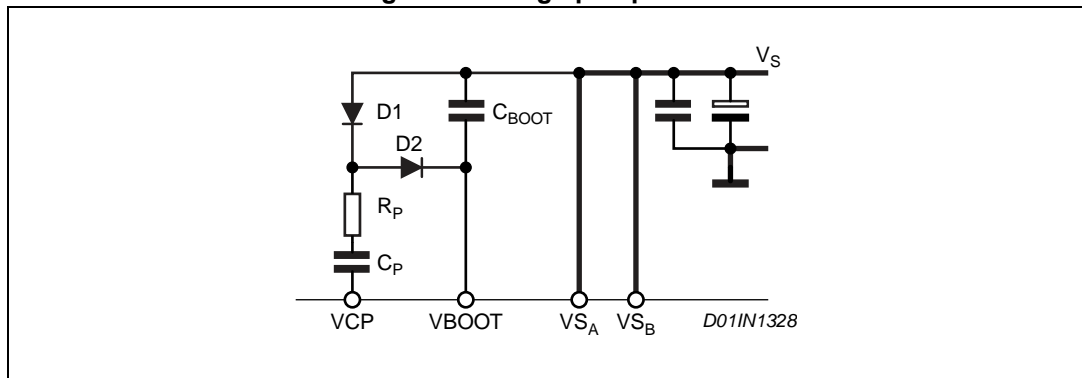 V_S
D1
C_BOOT
D2
R_P
C_P
VCP VBOOT VS_A VS_B D01IN1328